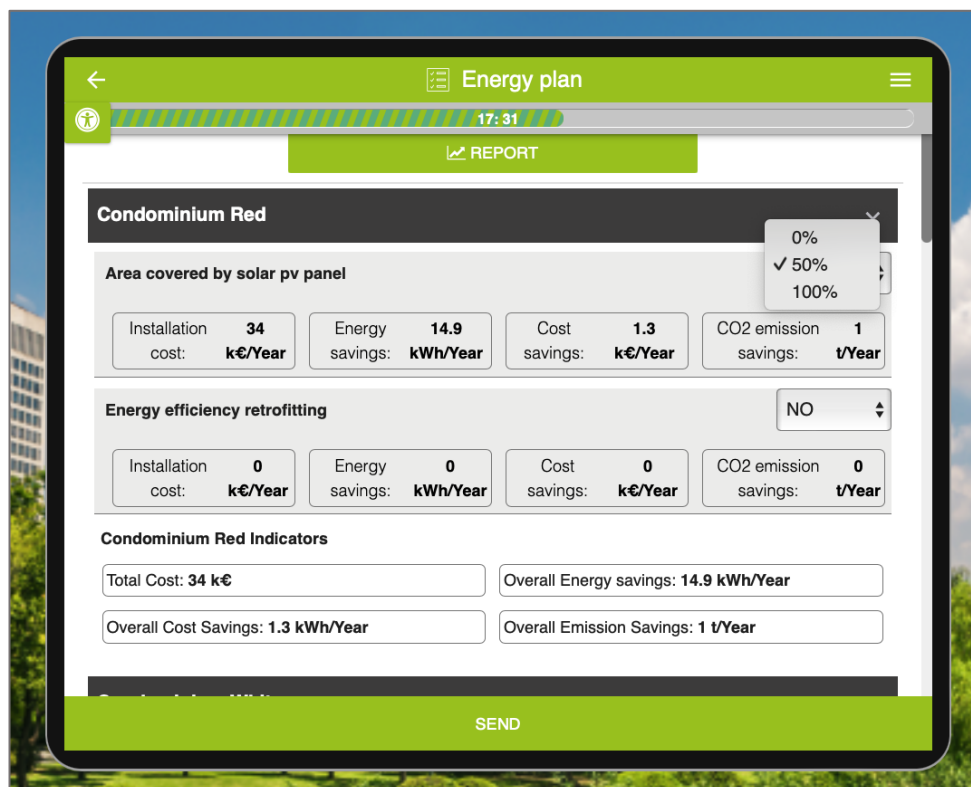 Energy plan
17: 31
REPORT
Condominium Red
0%
✓ 50%
100%
Area covered by solar pv panel
Installation cost: 34 k€/Year
Energy savings: 14.9 kWh/Year
Cost savings: 1.3 k€/Year
CO2 emission savings: 1 t/Year
Energy efficiency retrofitting
NO
Installation cost: 0 k€/Year
Energy savings: 0 kWh/Year
Cost savings: 0 k€/Year
CO2 emission savings: 0 t/Year
Condominium Red Indicators
Total Cost: 34 k€
Overall Energy savings: 14.9 kWh/Year
Overall Cost Savings: 1.3 kWh/Year
Overall Emission Savings: 1 t/Year
SEND